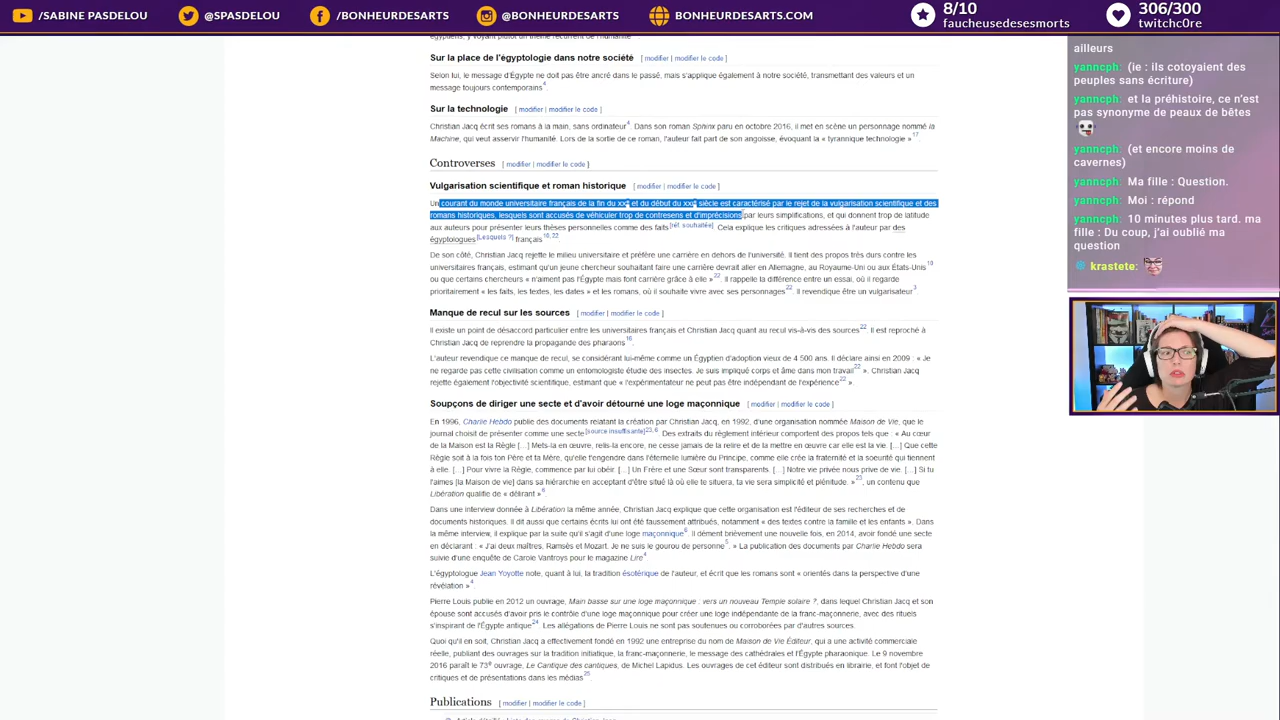 /SABINE PASDELOU
@SPASDELOU
/BONHEURDESARTS
@BONHEURDESARTS
BONHEURDESARTS.COM
8/10
faucheusedesesmorts
306/300
twitchc0re
Sur la place de l'égyptologie dans notre société [ modifier | modifier le code ]
Selon lui, le message d'Égypte ne doit pas être ancré dans le passé, mais s'applique également à notre société, transmettant des valeurs et un
message toujours contemporains4.
Sur la technologie [ modifier | modifier le code ]
Christian Jacq écrit ses romans à la main, sans ordinateur4. Dans son roman Sphinx paru en octobre 2016, il met en scène un personnage nommé la
Machine, qui veut asservir l'humanité. Lors de la sortie de ce roman, l'auteur fait part de son angoisse, évoquant la « tyrannique technologie »17.
Controverses [ modifier | modifier le code ]
Vulgarisation scientifique et roman historique [ modifier | modifier le code ]
Un courant du monde universitaire français de la fin du XXe et du début du XXIe siècle est caractérisé par le rejet de la vulgarisation scientifique et des
romans historiques, lesquels sont accusés de véhiculer trop de contresens et d'imprécisions par leurs simplifications, et qui donnent trop de latitude
aux auteurs pour présenter leurs thèses personnelles comme des faits[réf. souhaitée]. Cela explique les critiques adressées à l'auteur par des
égyptologues[Lesquels ?] français16, 22.
De son côté, Christian Jacq rejette le milieu universitaire et préfère une carrière en dehors de l'université. Il tient des propos très durs contre les
universitaires français, estimant qu'un jeune chercheur souhaitant faire une carrière devrait aller en Allemagne, au Royaume-Uni ou aux États-Unis18
ou que certains chercheurs « n'aiment pas l'Égypte mais font carrière grâce à elle »22. Il rappelle la différence entre un essai, où il regarde
prioritairement « les faits, les textes, les dates » et les romans, où il souhaite vivre avec ses personnages22. Il revendique être un vulgarisateur3.
Manque de recul sur les sources [ modifier | modifier le code ]
Il existe un point de désaccord particulier entre les universitaires français et Christian Jacq quant au recul vis-à-vis des sources22. Il est reproché à
Christian Jacq de reprendre la propagande des pharaons16.
L'auteur revendique ce manque de recul, se considérant lui-même comme un Égyptien d'adoption vieux de 4 500 ans. Il déclare ainsi en 2009 : « Je
ne regarde pas cette civilisation comme un entomologiste étudie des insectes. Je suis impliqué corps et âme dans mon travail22 ». Christian Jacq
rejette également l'objectivité scientifique, estimant que « l'expérimentateur ne peut pas être indépendant de l'expérience22 ».
Soupçons de diriger une secte et d'avoir détourné une loge maçonnique [ modifier | modifier le code ]
En 1996, Charlie Hebdo publie des documents relatant la création par Christian Jacq, en 1992, d'une organisation nommée Maison de Vie, que le
journal choisit de présenter comme une secte[source insuffisante]23, 6. Des extraits du règlement intérieur comportent des propos tels que : « Au cœur
de la Maison est la Règle [...] Mets-la en œuvre, relis-la encore, ne cesse jamais de la relire et de la mettre en œuvre car elle est la vie. [...] Que cette
Règle soit à la fois ton Père et ta Mère, qu'elle t'engendre dans l'éternelle lumière du Principe, comme elle crée la fraternité et la soeurité qui tiennent
à elle. [...] Pour vivre la Règle, commence par lui obéir. [...] Un Frère et une Sœur sont transparents. [...] Notre vie privée nous prive de vie. [...] Si tu
l'aimes [la Maison de vie] dans sa hiérarchie en acceptant d'être situé là où elle te situera, ta vie sera simplicité et plénitude. »23, un contenu que
Libération qualifie de « délirant »6.
Dans une interview donnée à Libération la même année, Christian Jacq explique que cette organisation est l'éditeur de ses recherches et de
documents historiques. Il dit aussi que certains écrits lui ont été faussement attribués, notamment « des textes contre la famille et les enfants ». Dans
la même interview, il explique par la suite qu'il s'agit d'une loge maçonnique6. Il dément brièvement une nouvelle fois, en 2014, avoir fondé une secte
en déclarant : « J'ai deux maîtres, Ramsès et Mozart. Je ne suis le gourou de personne5. » La publication des documents par Charlie Hebdo sera
suivie d'une enquête de Carole Vantroys pour le magazine Lire4.
L'égyptologue Jean Yoyotte note, quant à lui, la tradition ésotérique de l'auteur, et écrit que les romans sont « orientés dans la perspective d'une
révélation »4
Pierre Louis publie en 2012 un ouvrage, Main basse sur une loge maçonnique : vers un nouveau Temple solaire ?, dans lequel Christian Jacq et son
épouse sont accusés d'avoir pris le contrôle d'une loge maçonnique pour créer une loge indépendante de la franc-maçonnerie, avec des rituels
s'inspirant de l'Égypte antique24. Les allégations de Pierre Louis ne sont pas soutenues ou corroborées par d'autres sources.
Quoi qu'il en soit, Christian Jacq a effectivement fondé en 1992 une entreprise du nom de Maison de Vie Éditeur, qui a une activité commerciale
réelle, publiant des ouvrages sur la tradition initiatique, la franc-maçonnerie, le message des cathédrales et l'Égypte pharaonique. Le 9 novembre
2016 paraît le 73e ouvrage, Le Cantique des cantiques, de Michel Lapidus. Les ouvrages de cet éditeur sont distribués en librairie, et font l'objet de
critiques et de présentations dans les médias25.
Publications [ modifier | modifier le code ]
ailleurs
yanncph: (ie : ils cotoyaient des
peuples sans écriture)
yanncph: et la préhistoire, ce n'est
pas synonyme de peaux de bêtes
yanncph: (et encore moins de
cavernes)
yanncph: Ma fille : Question.
yanncph: Moi : répond
yanncph: 10 minutes plus tard. ma
fille : Du coup, j'ai oublié ma
question
krastete: